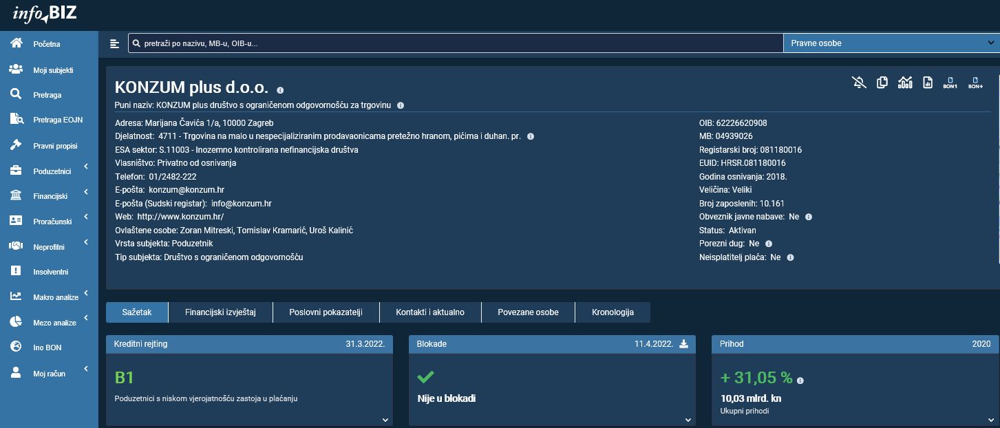 info.BIZ
Početna
Moji subjekti
Pretraga
Pretraga EOJN
Pravni propisi
Poduzetnici
Financijski
Proračunski
Neprofitni
Insolventni
Makro analize
Mezo analize
Ino BON
Moj račun
pretraži po nazivu, MB-u, OIB-u...
Pravne osobe
KONZUM plus d.o.o.
BON1
BON+
Puni naziv: KONZUM plus društvo s ograničenom odgovornošću za trgovinu
Adresa: Marijana Čavića 1/a, 10000 Zagreb
Djelatnost: 4711 - Trgovina na malo u nespecijaliziranim prodavaonicama pretežno hranom, pićima i duhan. pr.
ESA sektor: S.11003 - Inozemno kontrolirana nefinancijska društva
Vlasništvo: Privatno od osnivanja
Telefon: 01/2482-222
E-pošta: konzum@konzum.hr
E-pošta (Sudski registar): info@konzum.hr
Web: http://www.konzum.hr/
Ovlaštene osobe: Zoran Mitreski, Tomislav Kramarić, Uroš Kalinić
Vrsta subjekta: Poduzetnik
Tip subjekta: Društvo s ograničenom odgovornošću
OIB: 62226620908
MB: 04939026
Registarski broj: 081180016
EUID: HRSR.081180016
Godina osnivanja: 2018.
Veličina: Veliki
Broj zaposlenih: 10.161
Obveznik javne nabave: Ne
Status: Aktivan
Porezni dug: Ne
Neisplatitelj plaća: Ne
Sažetak
Financijski izvještaj
Poslovni pokazatelji
Kontakti i aktualno
Povezane osobe
Kronologija
Kreditni rejting 31.3.2022.
B1
Poduzetnici s niskom vjerojatnošću zastoja u plaćanju
Blokade 11.4.2022.
Nije u blokadi
Prihod 2020
+ 31,05 %
10,03 mlrd. kn
Ukupni prihodi